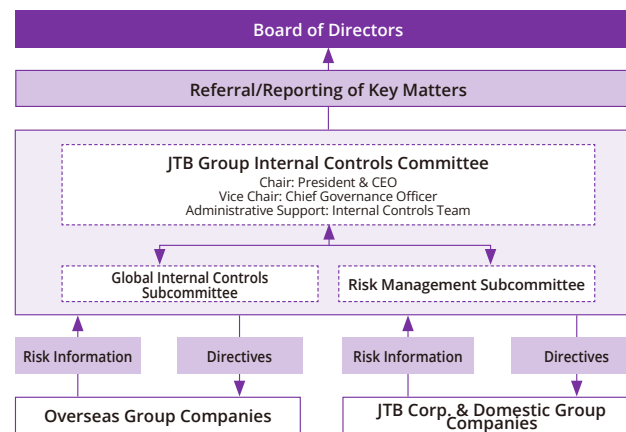 Board of Directors
Referral/Reporting of Key Matters
JTB Group Internal Controls Committee
Chair: President & CEO
Vice Chair: Chief Governance Officer
Administrative Support: Internal Controls Team
Global Internal Controls
Subcommittee
Risk Management Subcommittee
Risk Information
Directives
Risk Information
Directives
Overseas Group Companies
JTB Corp. & Domestic Group
Companies